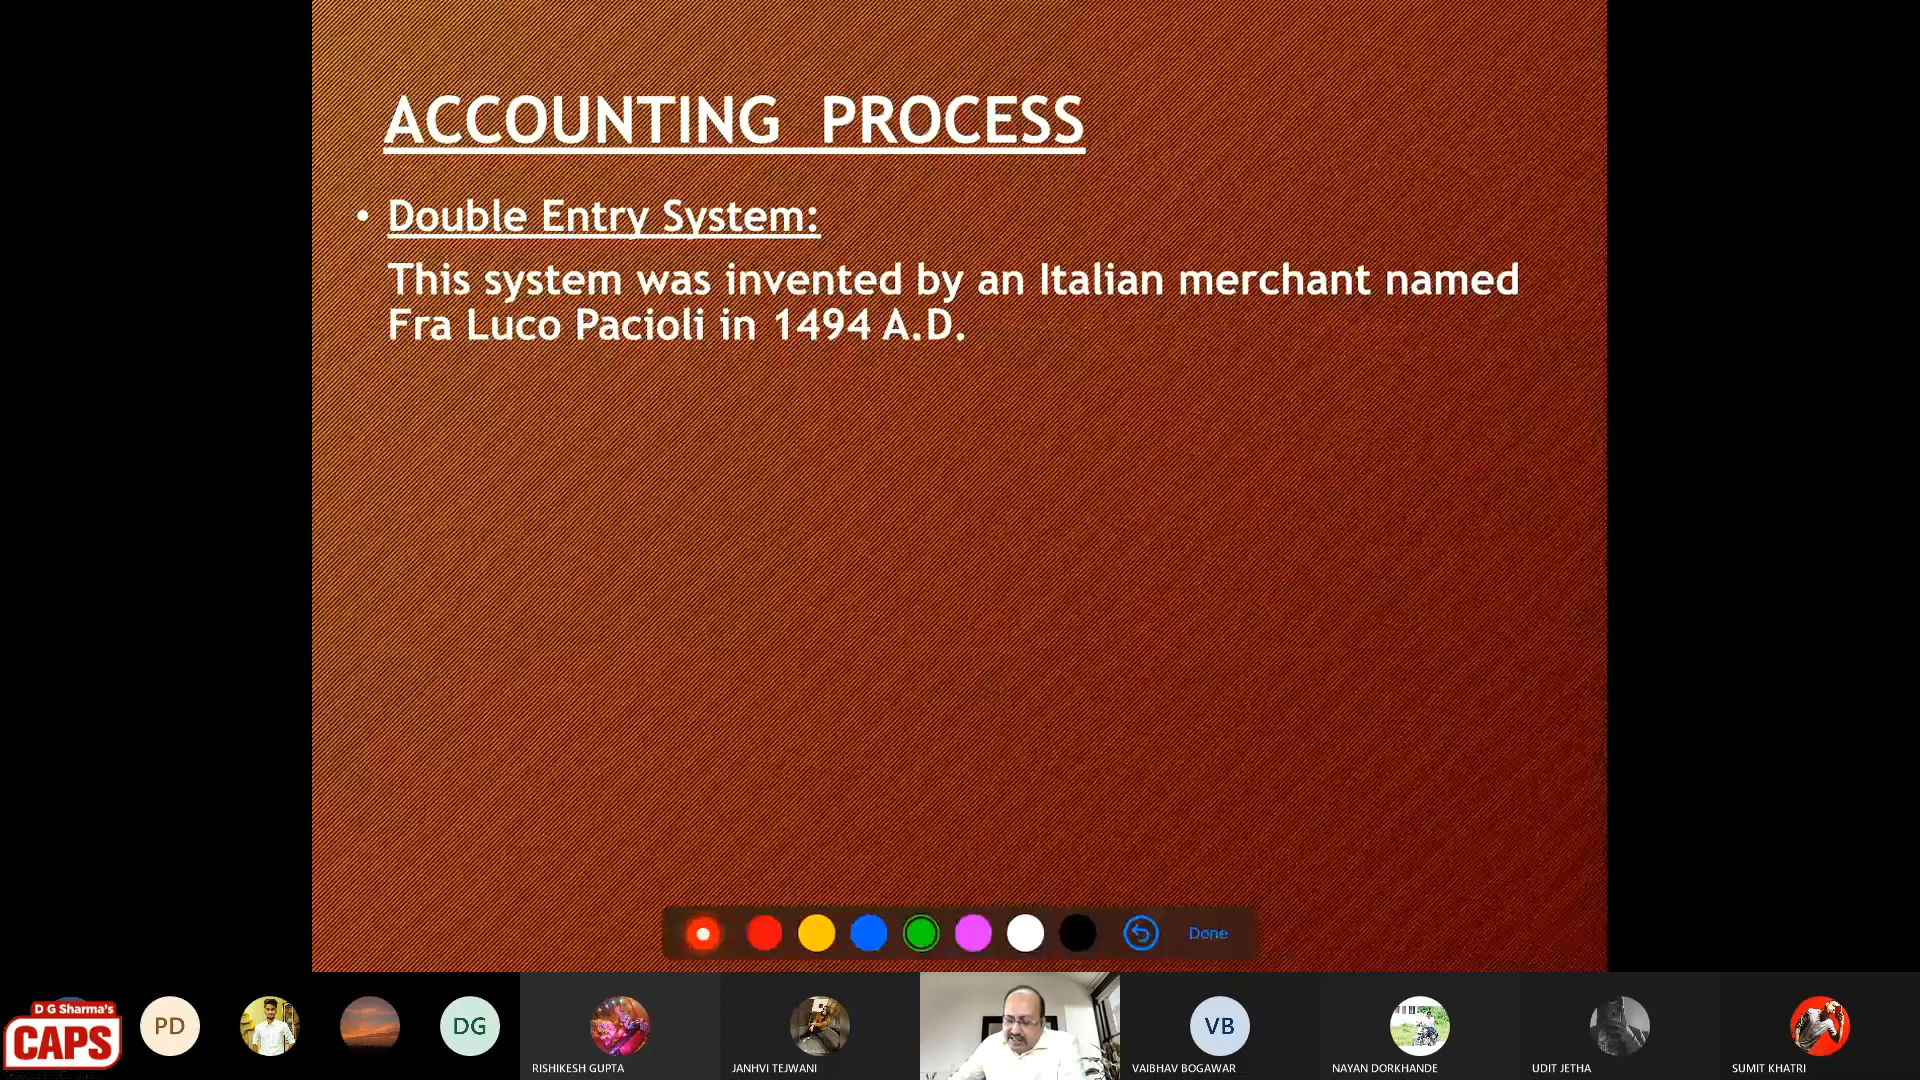 ACCOUNTING PROCESS
• Double Entry System:
This system was invented by an Italian merchant named
Fra Luco Pacioli in 1494 A.D.
Done
D G Sharma's
CAPS
PD
DG
RISHIKESH GUPTA
JANHVI TEJWANI
VB
VAIBHAV BOGAWAR
NAYAN DORKHANDE
UDIT JETHA
SUMIT KHATRI